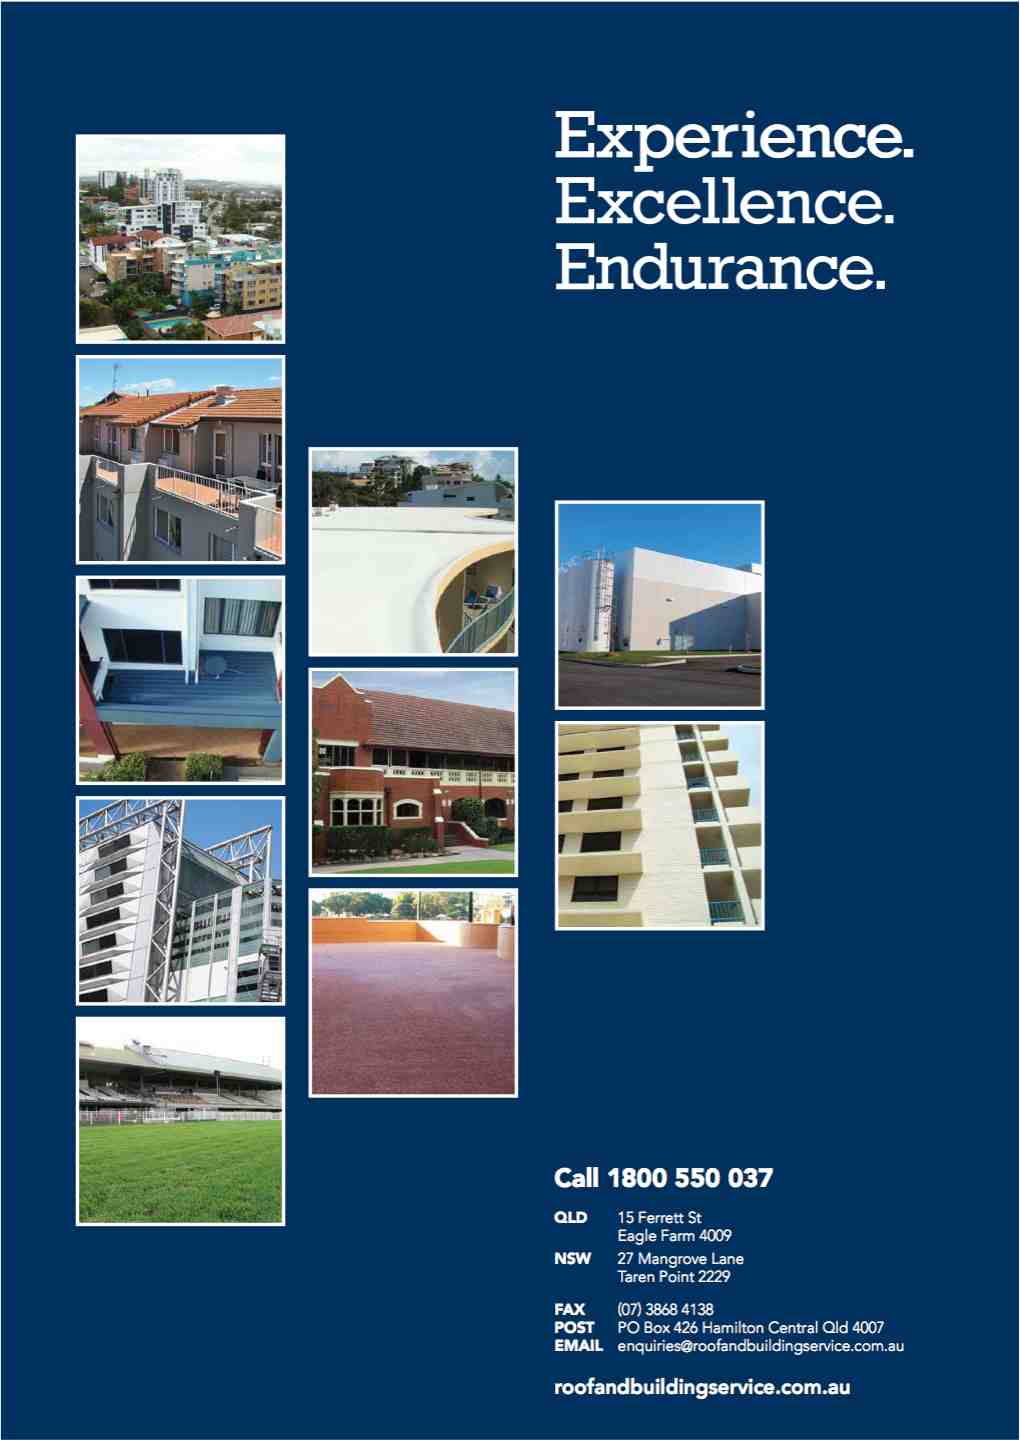 Experience.
Excellence.
Endurance.
Call 1800 550 037
QLD 15 Ferrett St
Eagle Farm 4009
NSW 27 Mangrove Lane
Taren Point 2229
FAX (07) 3868 4138
POST PO Box 426 Hamilton Central Qld 4007
EMAIL enquiries@roofandbuildingservice.com.au
roofandbuildingservice.com.au